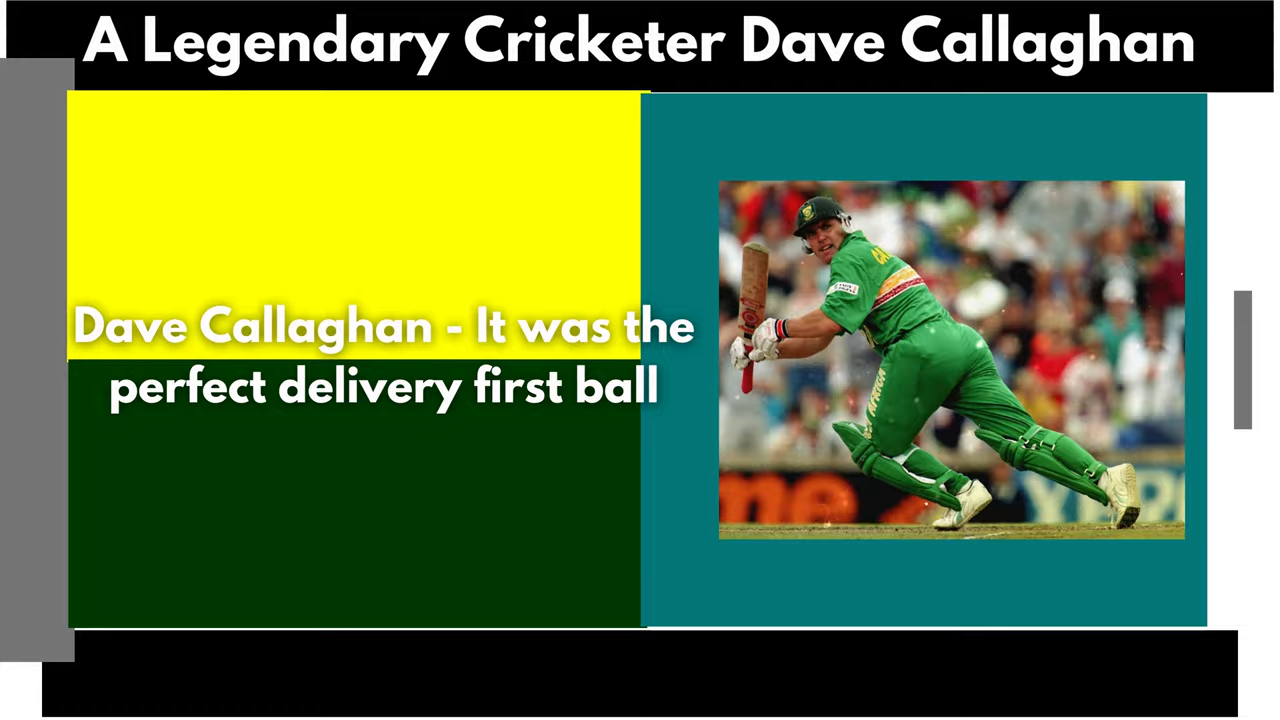 A Legendary Cricketer Dave Callaghan
Dave Callaghan - It was the
perfect delivery first ball